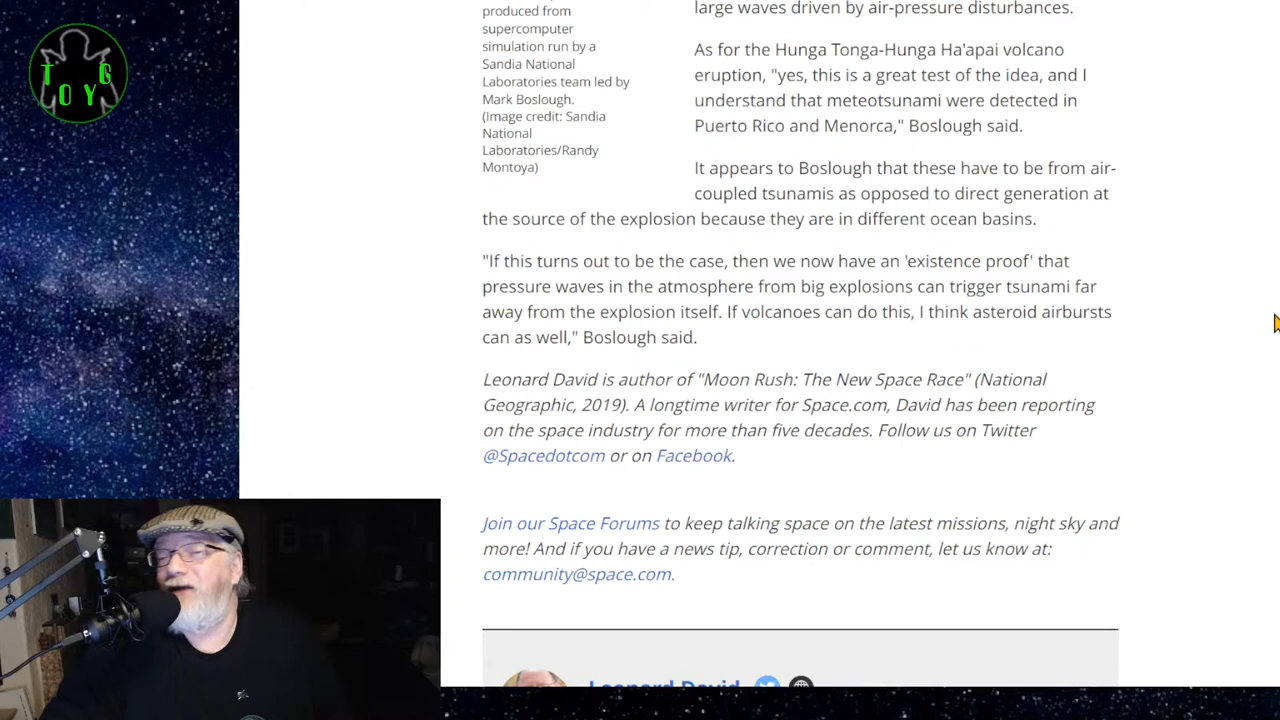 T G
O Y
produced from
supercomputer
simulation run by a
Sandia National
Laboratories team led by
Mark Boslough.
(Image credit: Sandia
National
Laboratories/Randy
Montoya)
large waves driven by air-pressure disturbances.
As for the Hunga Tonga-Hunga Ha'apai volcano
eruption, "yes, this is a great test of the idea, and I
understand that meteotsunami were detected in
Puerto Rico and Menorca," Boslough said.
It appears to Boslough that these have to be from air-
coupled tsunamis as opposed to direct generation at
the source of the explosion because they are in different ocean basins.
"If this turns out to be the case, then we now have an 'existence proof' that
pressure waves in the atmosphere from big explosions can trigger tsunami far
away from the explosion itself. If volcanoes can do this, I think asteroid airbursts
can as well," Boslough said.
Leonard David is author of "Moon Rush: The New Space Race" (National
Geographic, 2019). A longtime writer for Space.com, David has been reporting
on the space industry for more than five decades. Follow us on Twitter
@Spacedotcom or on Facebook.
Join our Space Forums to keep talking space on the latest missions, night sky and
more! And if you have a news tip, correction or comment, let us know at:
community@space.com.
Leonard David